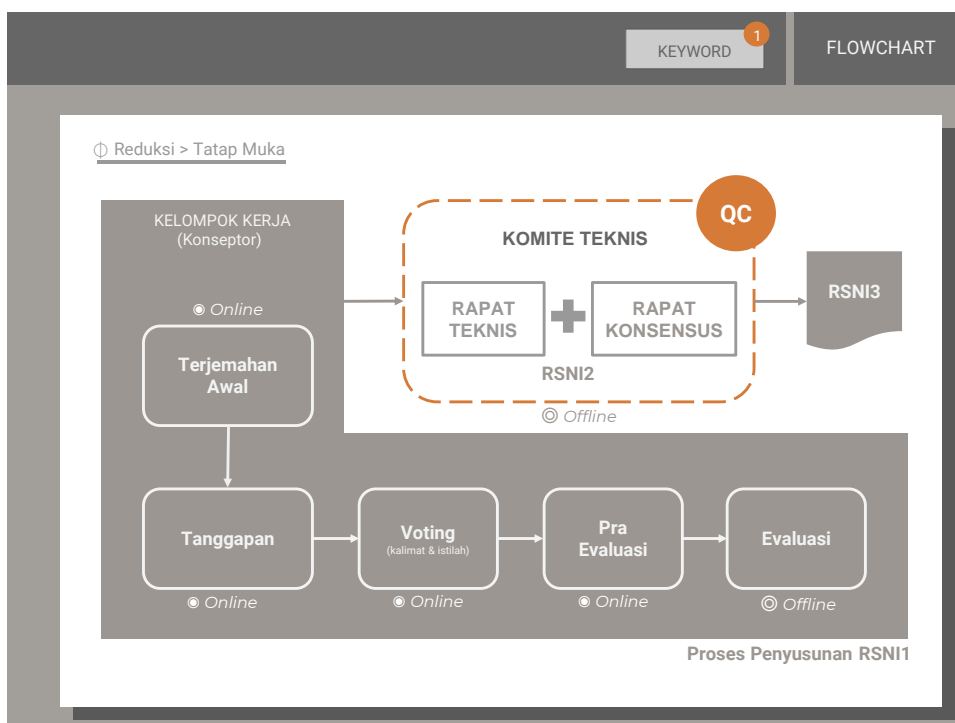 KEYWORD
1
FLOWCHART
Reduksi > Tatap Muka
KELOMPOK KERJA
(Konseptor)
Online
Terjemahan
Awal
KOMITE TEKNIS
QC
RAPAT
TEKNIS
RAPAT
KONSENSUS
RSNI2
Offline
RSNI3
Tanggapan
Online
Voting
(kalimat & istilah)
Online
Pra
Evaluasi
Online
Evaluasi
Offline
Proses Penyusunan RSNI1